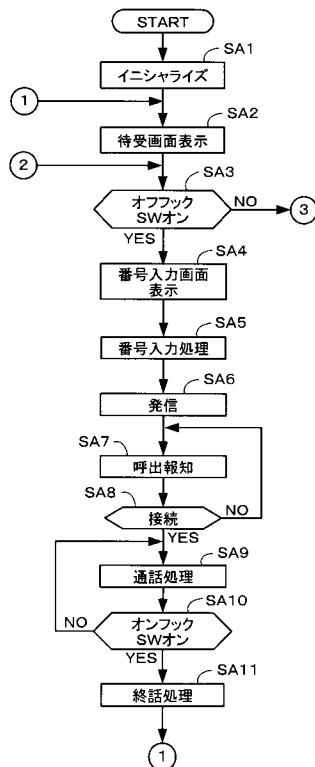 START
SA1
イニシャライズ
1
SA2
待受画面表示
2
SA3
オフフック
SWオン
NO
3
YES
SA4
番号入力画面
表示
SA5
番号入力処理
SA6
発信
SA7
呼出報知
SA8
接続
NO
YES
SA9
通話処理
SA10
NO
オンフック
SWオン
YES
SA11
終話処理
1